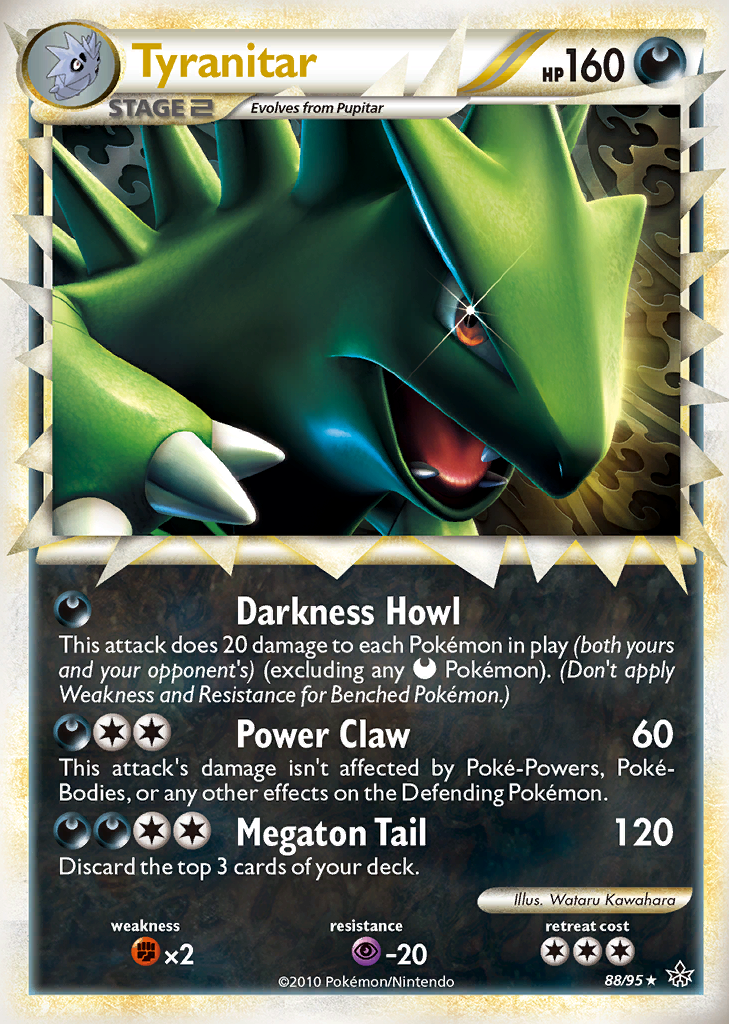 Tyranitar
HP160
STAGE 2
Evolves from Pupitar
Darkness Howl
This attack does 20 damage to each Pokémon in play (both yours
and your opponent's) (excluding any Pokémon). (Don't apply
Weakness and Resistance for Benched Pokémon.)
Power Claw 60
This attack's damage isn't affected by Poké-Powers, Poké-
Bodies, or any other effects on the Defending Pokémon.
Megaton Tail 120
Discard the top 3 cards of your deck.
Illus. Wataru Kawahara
weakness resistance retreat cost
×2 -20
©2010 Pokémon/Nintendo
88/95 ★